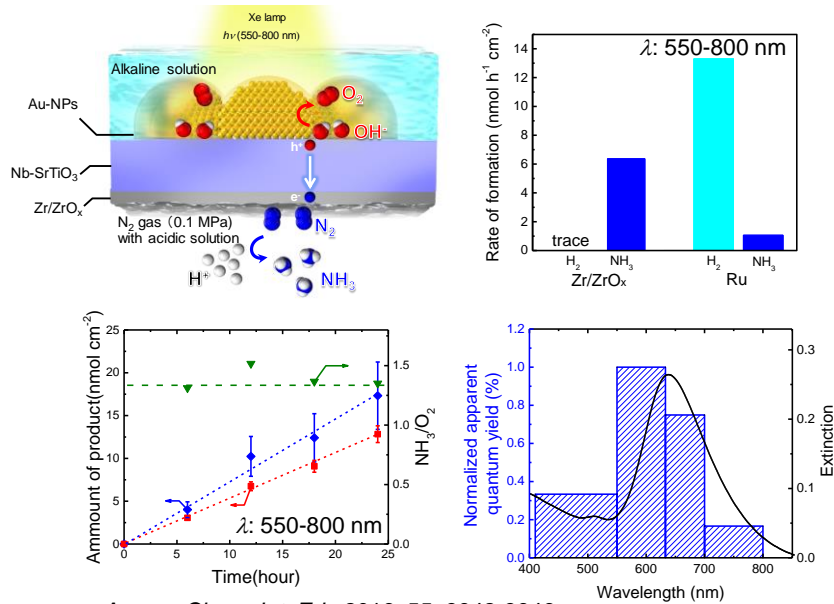 Xe lamp
hν (550-800 nm)
Alkaline solution
Au-NPs
O2
OH-
h+
Nb-SrTiO3
e-
Zr/ZrOx
N2 gas (0.1 MPa)
with acidic solution
N2
H+
NH3
λ: 550-800 nm
Rate of formation (nmol h-1 cm-2)
14
12
10
8
6
4
2
0
trace
H2 NH3 H2 NH3
Zr/ZrOx Ru
Ammount of product(nmol cm-2)
25
20
15
10
5
0
NH3/O2
1.5
1.0
0.5
0.0
λ: 550-800 nm
0 5 10 15 20 25
Time(hour)
Normalized apparent
quantum yield (%)
1.2
1.0
0.8
0.6
0.4
0.2
0.0
Extinction
0.3
0.2
0.1
0.0
400 500 600 700 800
Wavelength (nm)